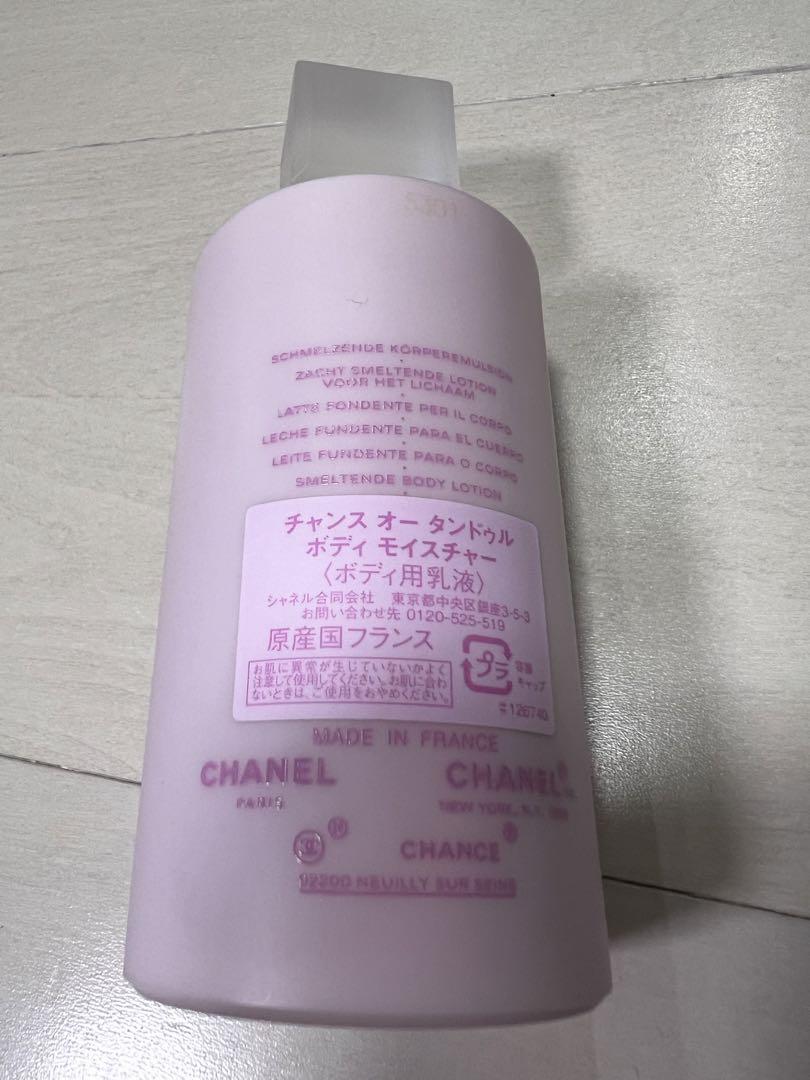 5401
SCHMELZENDE KÖRPEREMULSION
ZACHT SMELTENDE LOTION
VOOR HET LICHAAM
LATTE FONDENTE PER IL CORPO
LECHE FUNDENTE PARA EL CUERPO
LEITE FUNDENTE PARA O CORPO
SMELTENDE BODY LOTION
チャンス オー タンドゥル
ボディ モイスチャー
〈ボディ用乳液〉
シャネル合同会社 東京都中央区銀座3-5-3
お問い合わせ先 0120-525-519
原産国フランス
プラ
容器
キャップ
お肌に異常が生じていないかよく
注意して使用してください。お肌に合わ
ないときは、ご使用をおやめください。
#126740
MADE IN FRANCE
CHANEL
PARIS
CHANEL®
NEW YORK, N.Y.
CHANCE®
92200 NEUILLY SUR SEINE